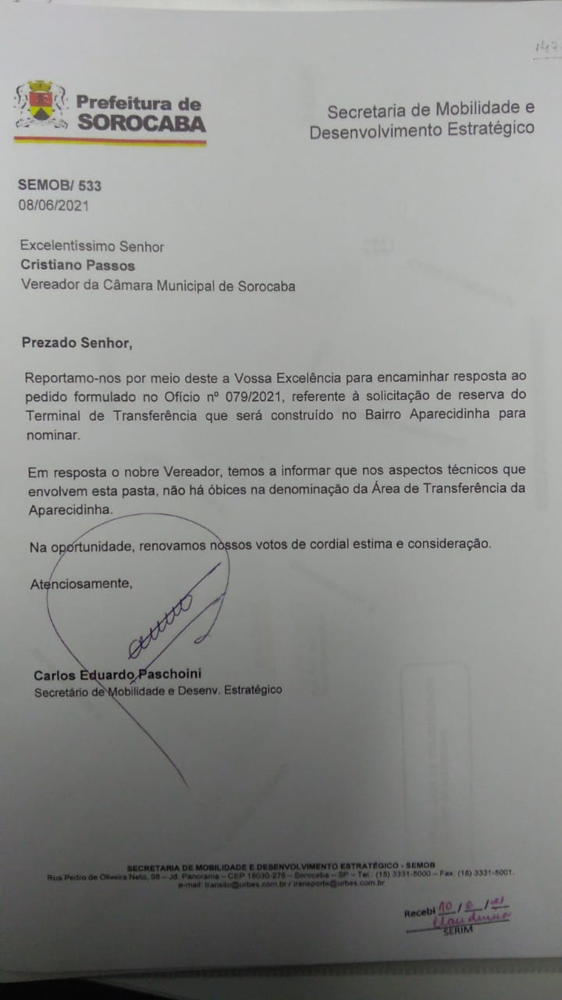 Prefeitura de
SOROCABA
Secretaria de Mobilidade e
Desenvolvimento Estratégico
SEMOB/ 533
08/06/2021
Excelentíssimo Senhor
Cristiano Passos
Vereador da Câmara Municipal de Sorocaba
Prezado Senhor,
Reportamo-nos por meio deste a Vossa Excelência para encaminhar resposta ao
pedido formulado no Ofício nº 079/2021, referente à solicitação de reserva do
Terminal de Transferência que será construído no Bairro Aparecidinha para
nominar.
Em resposta o nobre Vereador, temos a informar que nos aspectos técnicos que
envolvem esta pasta, não há óbices na denominação da Área de Transferência da
Aparecidinha.
Na oportunidade, renovamos nossos votos de cordial estima e consideração.
Atenciosamente,
Carlos Eduardo Paschoini
Secretário de Mobilidade e Desenv. Estratégico
SECRETARIA DE MOBILIDADE E DESENVOLVIMENTO ESTRATÉGICO - SEMOB
Rua Pedro de Oliveira Neto, 98 – Jd. Panorama – CEP 18030-275 – Sorocaba – SP – Tel.: (15) 3331-5000 – Fax: (15) 3331-5001.
e-mail: transito@urbes.com.br / transporte@urbes.com.br
Recebi 10/6/21
SERIM